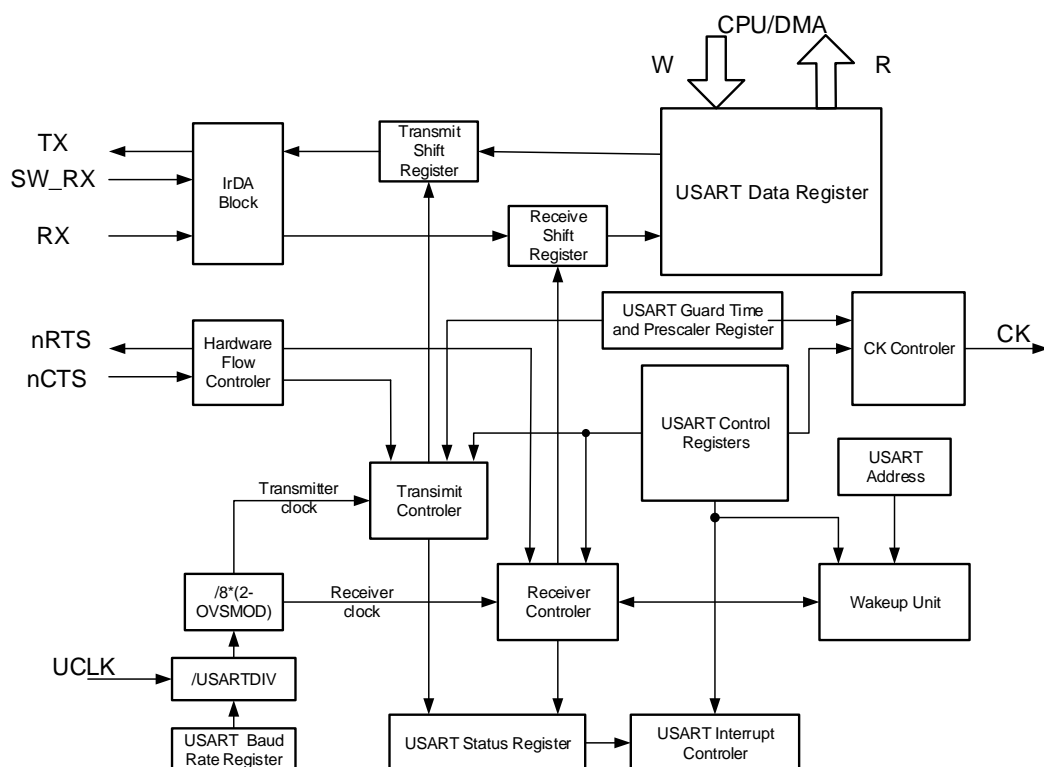 CPU/DMA
W
R
TX
SW_RX
RX
IrDA
Block
Transmit
Shift
Register
Receive
Shift
Register
USART Data Register
nRTS
nCTS
Hardware
Flow
Controler
USART Guard Time
and Prescaler Register
CK Controler
CK
USART Control
Registers
USART
Address
Transmitter
clock
Transimit
Controler
/8*(2-
OVSMOD)
Receiver
clock
Receiver
Controler
Wakeup Unit
UCLK
/USARTDIV
USART Baud
Rate Register
USART Status Register
USART Interrupt
Controler